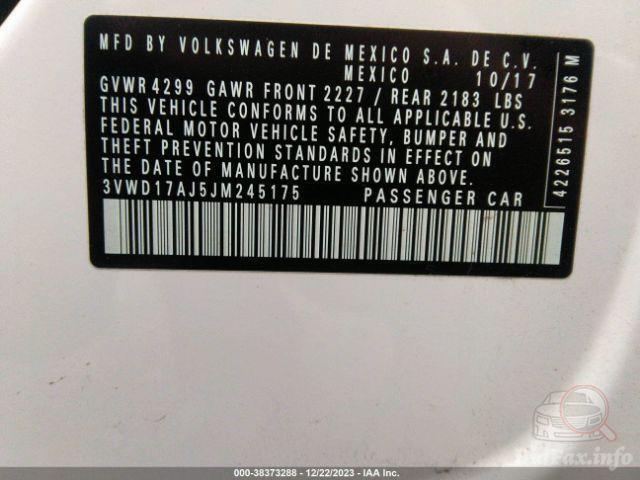 MFD BY VOLKSWAGEN DE MEXICO S.A. DE C.V.
MEXICO 10/17
GVWR 4299 GAWR FRONT 2227 / REAR 2183 LBS
THIS VEHICLE CONFORMS TO ALL APPLICABLE U.S.
FEDERAL MOTOR VEHICLE SAFETY, BUMPER AND
THEFT PREVENTION STANDARDS IN EFFECT ON
THE DATE OF MANUFACTURE SHOWN ABOVE.
3VWD17AJ5JM245175 PASSENGER CAR
4226515 3176 M
BidFax.info
000-38373288 - 12/22/2023 - IAA Inc.